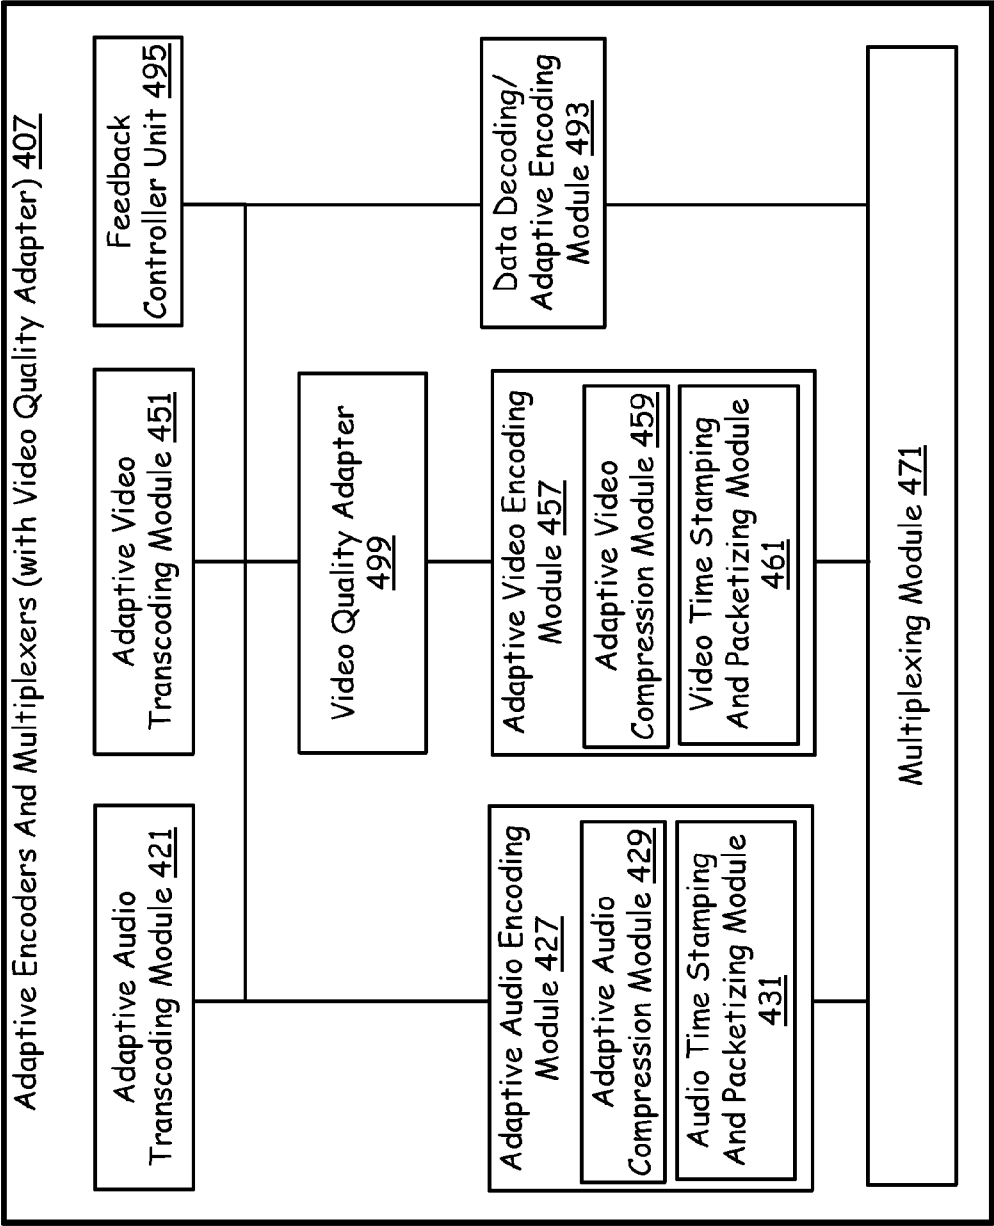 Adaptive Encoders And Multiplexers (with Video Quality Adapter) 407
Adaptive Audio
Transcoding Module 421
Adaptive Video
Transcoding Module 451
Feedback
Controller Unit 495
Video Quality Adapter
499
Adaptive Audio Encoding
Module 427
Adaptive Audio
Compression Module 429
Audio Time Stamping
And Packetizing Module
431
Adaptive Video Encoding
Module 457
Adaptive Video
Compression Module 459
Video Time Stamping
And Packetizing Module
461
Data Decoding/
Adaptive Encoding
Module 493
Multiplexing Module 471